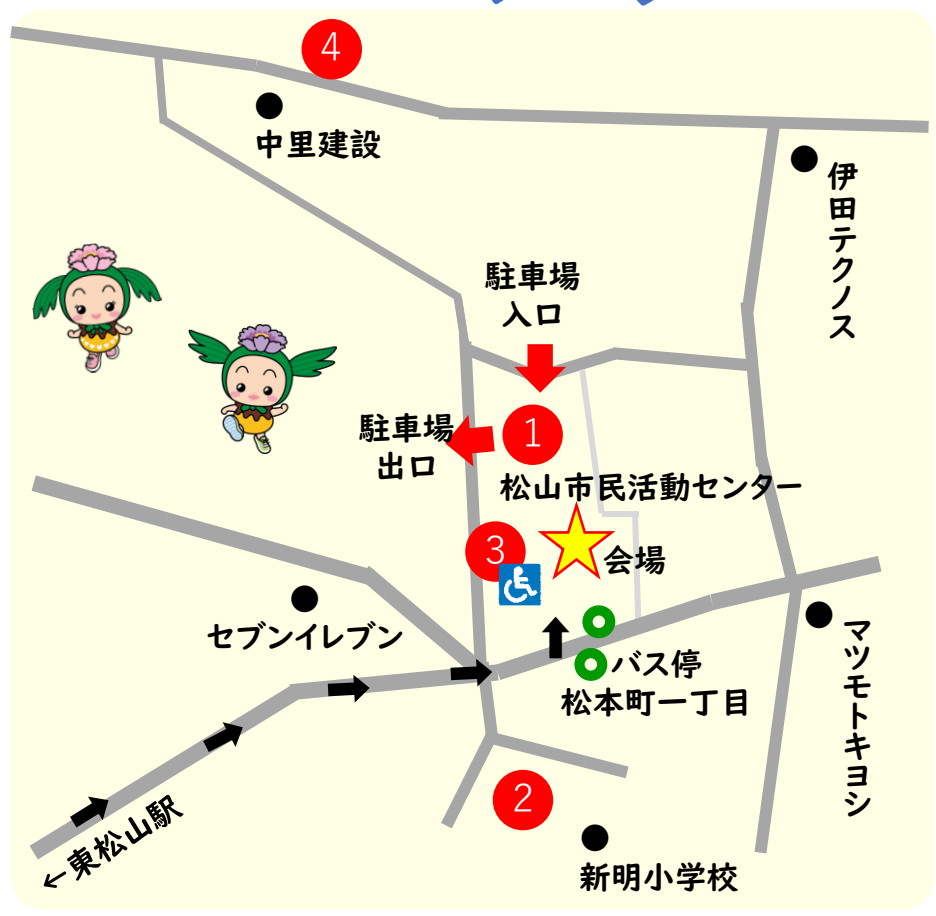 4
中里建設
伊田テクノス
駐車場
入口
1
駐車場
出口
松山市民活動センター
3
会場
セブンイレブン
バス停
松本町一丁目
マツモトキヨシ
2
←東松山駅
新明小学校